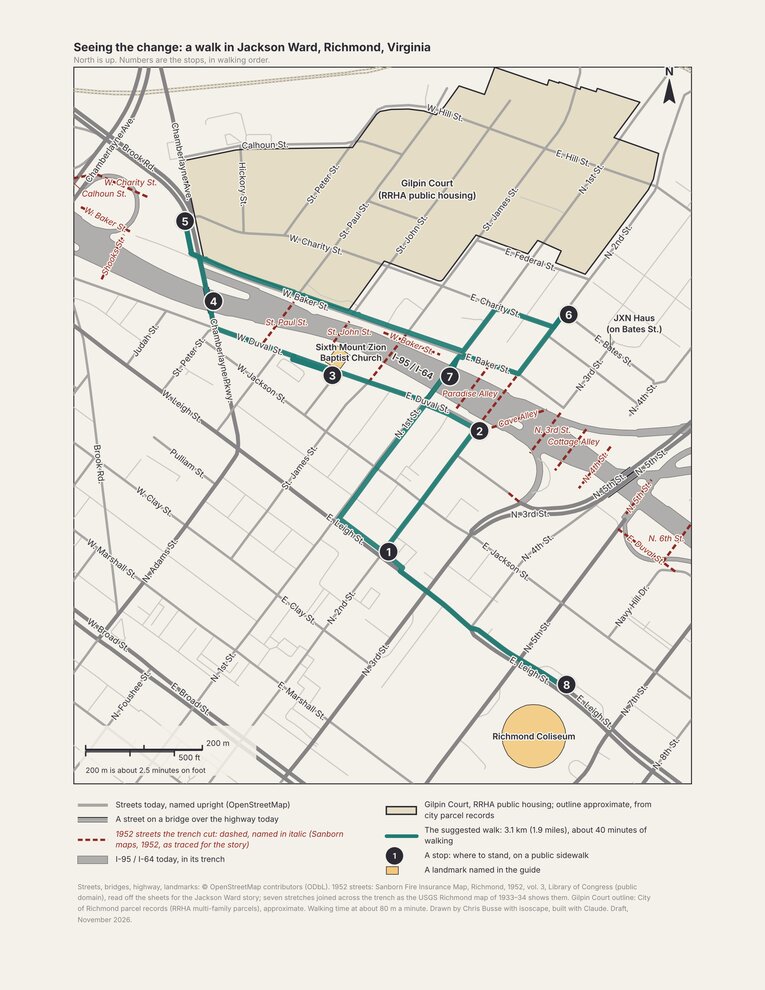 Seeing the change: a walk in Jackson Ward, Richmond, Virginia
North is up. Numbers are the stops, in walking order.
N
Chamberlayne Ave.
Brook Rd.
Chamberlayne Ave.
W. Hill St.
Calhoun St.
E. Hill St.
Hickory St.
St. Peter St.
Gilpin Court
(RRHA public housing)
N. 1st St.
W. Charity St.
Calhoun St.
W. Baker St.
Shook St.
5
St. Paul St.
St. John St.
St. James St.
W. Charity St.
N. 2nd St.
E. Federal St.
4
W. Baker St.
E. Charity St.
6
JXN Haus
(on Bates St.)
Chamberlayne Pkwy.
St. Paul St.
St. John St.
W. Baker St.
Judah St.
St. Peter St.
W. Duval St.
Sixth Mount Zion
Baptist Church
I-95 / I-64
E. Baker St.
E. Bates St.
3
7
N. 3rd St.
W. Jackson St.
Paradise Alley
N. 4th St.
W. Leigh St.
E. Duval St.
Cave Alley
N. 1st St.
2
N. 3rd St.
Cottage Alley
Brook Rd.
Pulliam St.
St. James St.
N. 4th St.
N. 5th St.
N. 5th St.
W. Clay St.
N. 5th St.
E. Leigh St.
N. 3rd St.
W. Marshall St.
N. Adams St.
1
E. Jackson St.
N. 4th St.
E. Duval St.
N. 6th St.
E. Clay St.
N. 2nd St.
Navy Hill Dr.
W. Broad St.
N. 1st St.
N. 3rd St.
N. 5th St.
E. Leigh St.
8
N. Foushee St.
E. Broad St.
E. Marshall St.
E. Leigh St.
N. 7th St.
Richmond Coliseum
N. 8th St.
200 m
500 ft
200 m is about 2.5 minutes on foot
Streets today, named upright (OpenStreetMap)
A street on a bridge over the highway today
1952 streets the trench cut: dashed, named in italic (Sanborn
maps, 1952, as traced for the story)
I-95 / I-64 today, in its trench
Gilpin Court, RRHA public housing; outline approximate, from
city parcel records
The suggested walk: 3.1 km (1.9 miles), about 40 minutes of
walking
1
A stop: where to stand, on a public sidewalk
A landmark named in the guide
Streets, bridges, highway, landmarks: © OpenStreetMap contributors (ODbL). 1952 streets: Sanborn Fire Insurance Map, Richmond, 1952, vol. 3, Library of Congress (public
domain), read off the sheets for the Jackson Ward story; seven stretches joined across the trench as the USGS Richmond map of 1933–34 shows them. Gilpin Court outline: City
of Richmond parcel records (RRHA multi-family parcels), approximate. Walking time at about 80 m a minute. Drawn by Chris Busse with isoscape, built with Claude. Draft,
November 2026.